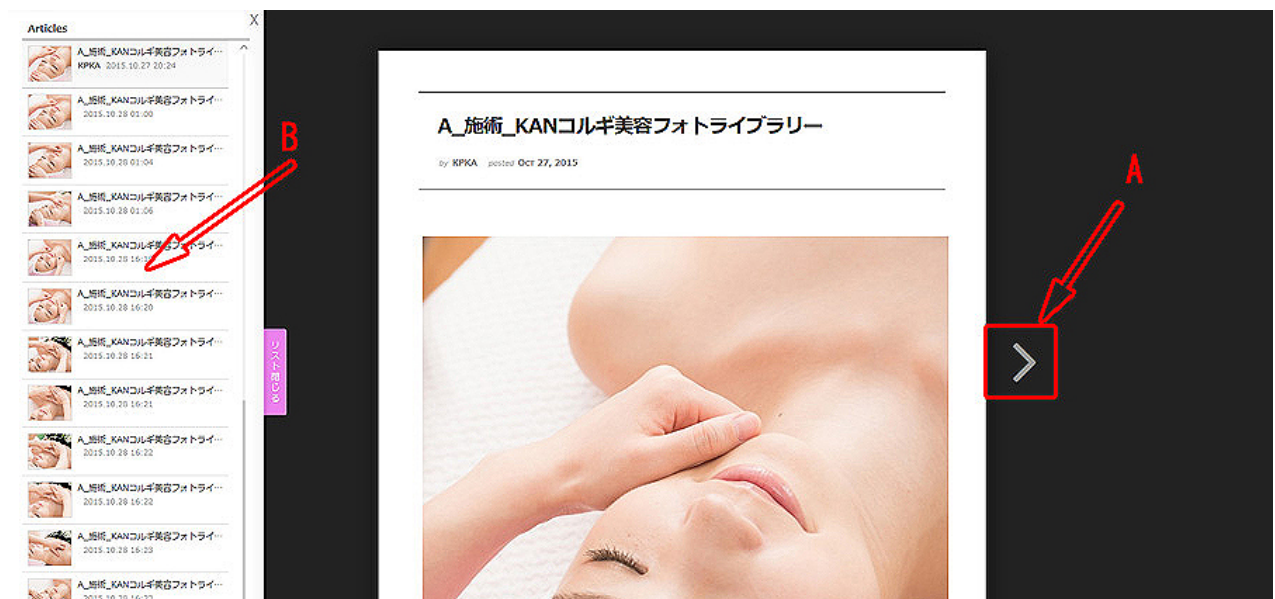 Articles
X
A_施術_KANコルギ美容フォトライ…
KPKA 2015.10.27 20:24
A_施術_KANコルギ美容フォトライ…
2015.10.28 01:00
A_施術_KANコルギ美容フォトライ…
2015.10.28 01:04
A_施術_KANコルギ美容フォトライ…
2015.10.28 01:06
A_施術_KANコルギ美容フォトライ…
2015.10.28
A_施術_KANコルギ美容フォトライ…
2015.10.28 16:20
A_施術_KANコルギ美容フォトライ…
2015.10.28 16:21
A_施術_KANコルギ美容フォトライ…
2015.10.28 16:21
A_施術_KANコルギ美容フォトライ…
2015.10.28 16:22
A_施術_KANコルギ美容フォトライ…
2015.10.28 16:22
A_施術_KANコルギ美容フォトライ…
2015.10.28 16:23
A_施術_KANコルギ美容フォトライ…
B
リスト閉じる
A_施術_KANコルギ美容フォトライブラリー
by KPKA posted Oct 27, 2015
A